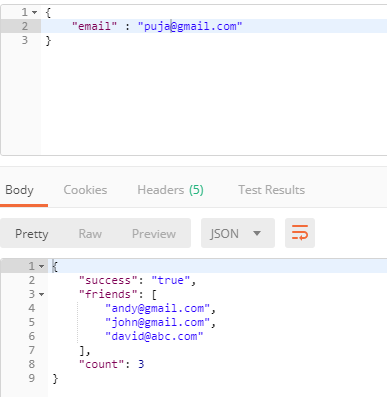 1 {
2 "email" : "puja@gmail.com"
3 }
Body Cookies Headers (5) Test Results
Pretty Raw Preview JSON
1 {
2 "success": "true",
3 "friends": [
4 "andy@gmail.com",
5 "john@gmail.com",
6 "david@abc.com"
7 ],
8 "count": 3
9 }